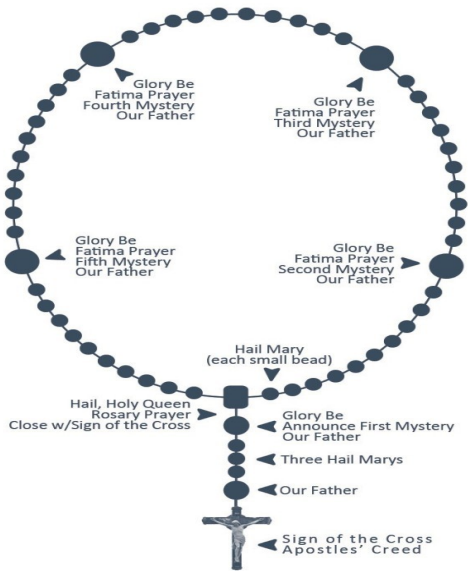 Glory Be
Fatima Prayer
Fourth Mystery
Our Father
Glory Be
Fatima Prayer
Third Mystery
Our Father
Glory Be
Fatima Prayer
Fifth Mystery
Our Father
Glory Be
Fatima Prayer
Second Mystery
Our Father
Hail Mary
(each small bead)
Hail, Holy Queen
Rosary Prayer
Close w/Sign of the Cross
Glory Be
Announce First Mystery
Our Father
Three Hail Marys
Our Father
Sign of the Cross
Apostles' Creed